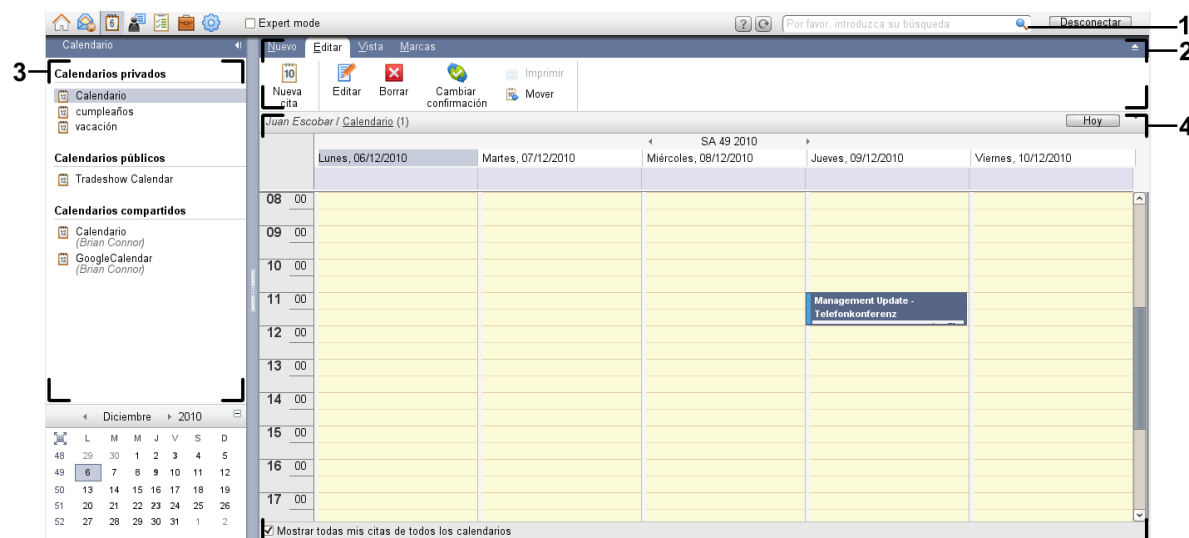 Expert mode
Por favor, introduzca su búsqueda
Desconectar
1
Calendario
Nuevo Editar Vista Marcas
2
3
Calendarios privados
Calendario
cumpleaños
vacación
Calendarios públicos
Tradeshow Calendar
Calendarios compartidos
Calendario
(Brian Connor)
GoogleCalendar
(Brian Connor)
Nueva cita
Editar
Borrar
Cambiar confirmación
Imprimir
Mover
Juan Escobar / Calendario (1)
Hoy
4
SA 49 2010
Lunes, 06/12/2010 Martes, 07/12/2010 Miércoles, 08/12/2010 Jueves, 09/12/2010 Viernes, 10/12/2010
08 00
09 00
10 00
11 00
Management Update -
Telefonkonferenz
12 00
13 00
14 00
15 00
16 00
17 00
Mostrar todas mis citas de todos los calendarios
Diciembre 2010
L M M J V S D
48 29 30 1 2 3 4 5
49 6 7 8 9 10 11 12
50 13 14 15 16 17 18 19
51 20 21 22 23 24 25 26
52 27 28 29 30 31 1 2